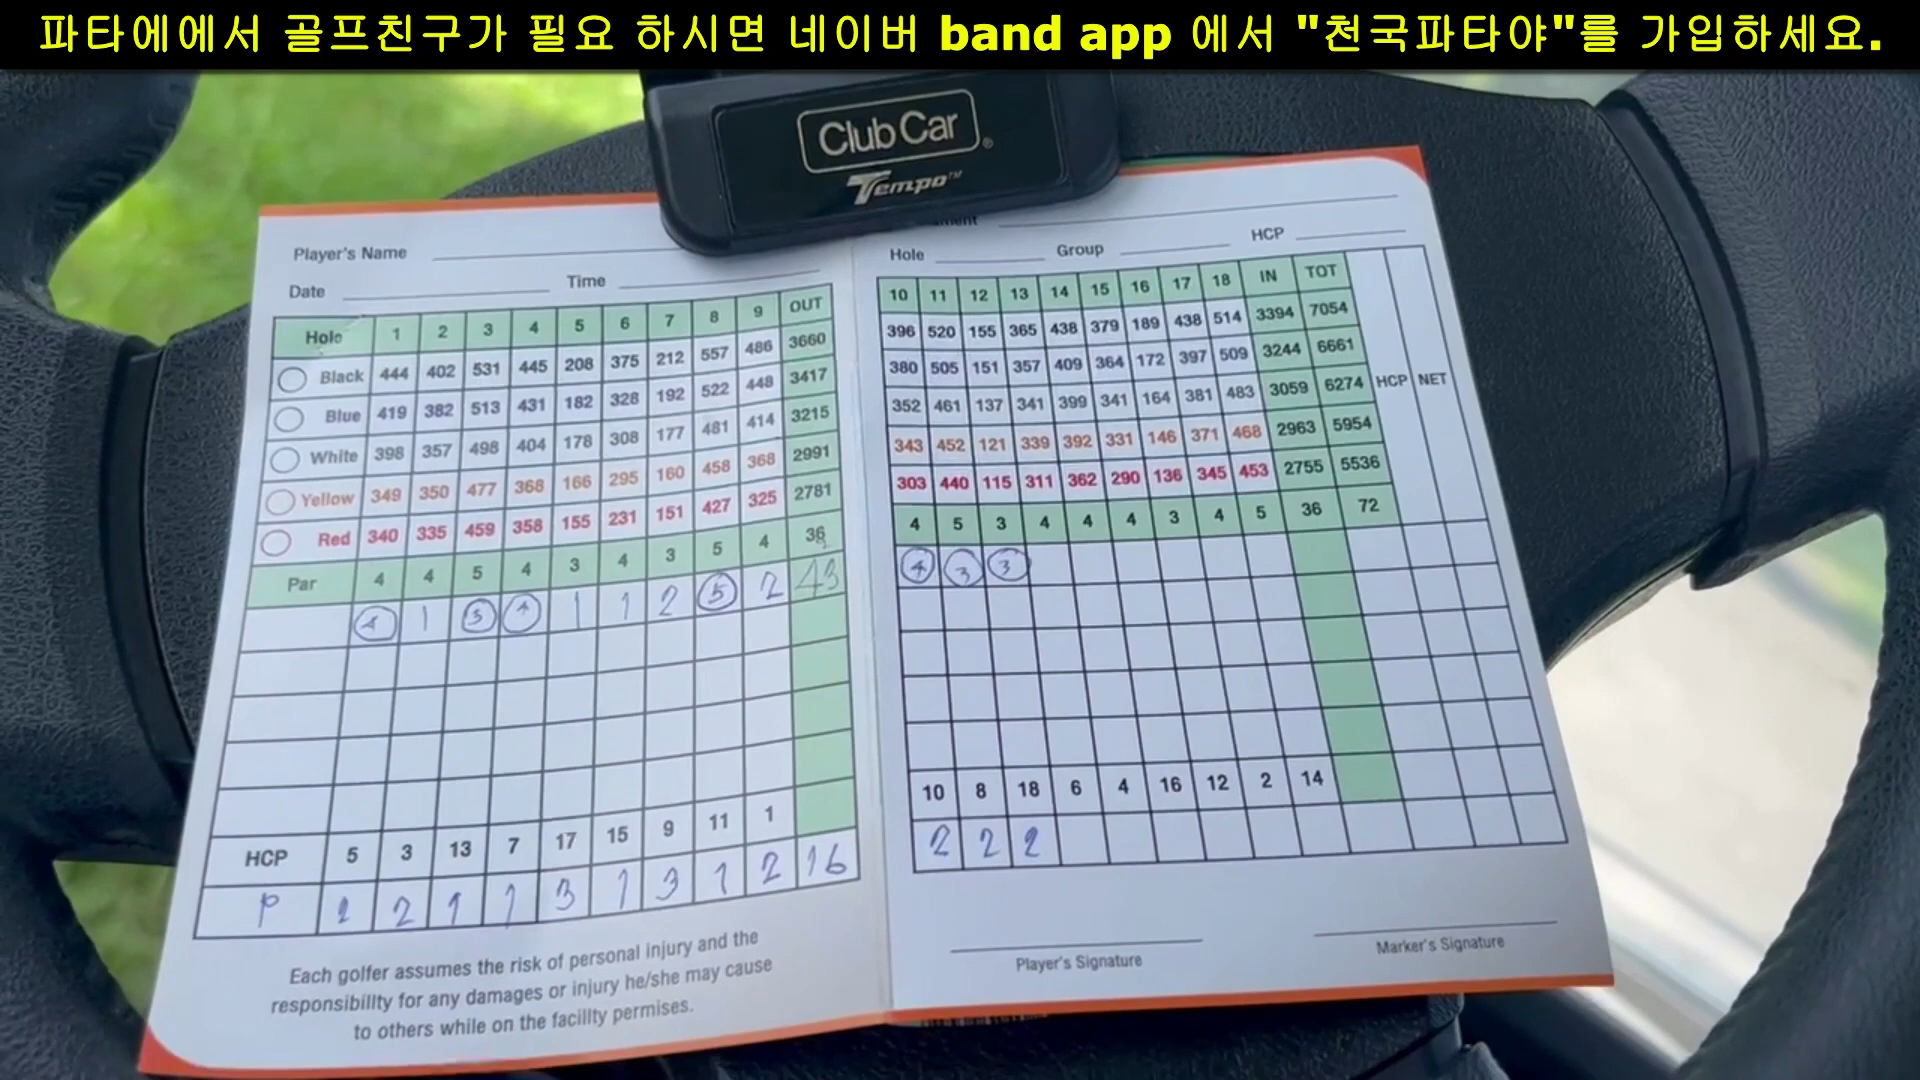 파타에에서 골프친구가 필요 하시면 네이버 band app 에서 "천국파타야"를 가입하세요.
Club Car®
Tempo™
Player's Name
Date Time
Hole 1 2 3 4 5 6 7 8 9 OUT
Black 444 402 531 445 208 375 212 557 486 3660
Blue 419 382 513 431 182 328 192 522 448 3417
White 398 357 498 404 178 308 177 481 414 3215
Yellow 349 350 477 368 166 295 160 458 368 2991
Red 340 335 459 358 155 231 151 427 325 2781
Par 4 4 5 4 3 4 3 5 4 36
4 1 5 4 1 1 2 5 2 43
HCP 5 3 13 7 17 15 9 11 1
P 2 2 1 1 3 1 3 1 2 16
Each golfer assumes the risk of personal injury and the
responsibility for any damages or injury he/she may cause
to others while on the facility permises.
Hole Group HCP
10 11 12 13 14 15 16 17 18 IN TOT
396 520 155 365 438 379 189 438 514 3394 7054
380 505 151 357 409 364 172 397 509 3244 6661
352 461 137 341 399 341 164 381 483 3059 6274 HCP NET
343 452 121 339 392 331 146 371 468 2963 5954
303 440 115 311 362 290 136 345 453 2755 5536
4 5 3 4 4 4 3 4 5 36 72
4 3 3
10 8 18 6 4 16 12 2 14
2 2 2
Player's Signature Marker's Signature